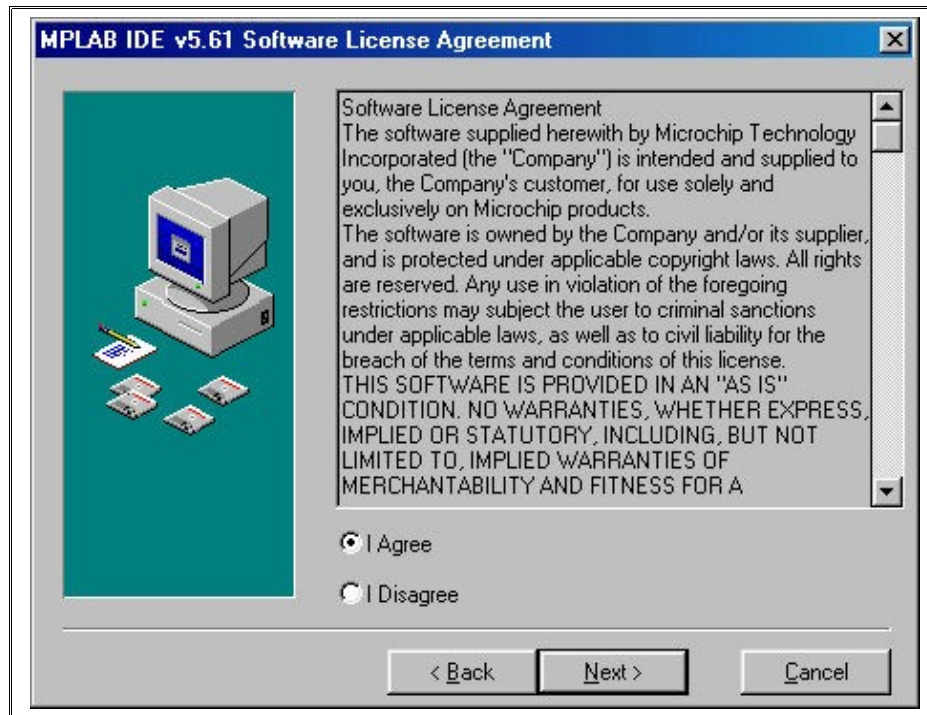 MPLAB IDE v5.61 Software License Agreement
Software License Agreement
The software supplied herewith by Microchip Technology
Incorporated (the "Company") is intended and supplied to
you, the Company's customer, for use solely and
exclusively on Microchip products.
The software is owned by the Company and/or its supplier,
and is protected under applicable copyright laws. All rights
are reserved. Any use in violation of the foregoing
restrictions may subject the user to criminal sanctions
under applicable laws, as well as to civil liability for the
breach of the terms and conditions of this license.
THIS SOFTWARE IS PROVIDED IN AN "AS IS"
CONDITION. NO WARRANTIES, WHETHER EXPRESS,
IMPLIED OR STATUTORY, INCLUDING, BUT NOT
LIMITED TO, IMPLIED WARRANTIES OF
MERCHANTABILITY AND FITNESS FOR A
I Agree
I Disagree
< Back Next > Cancel